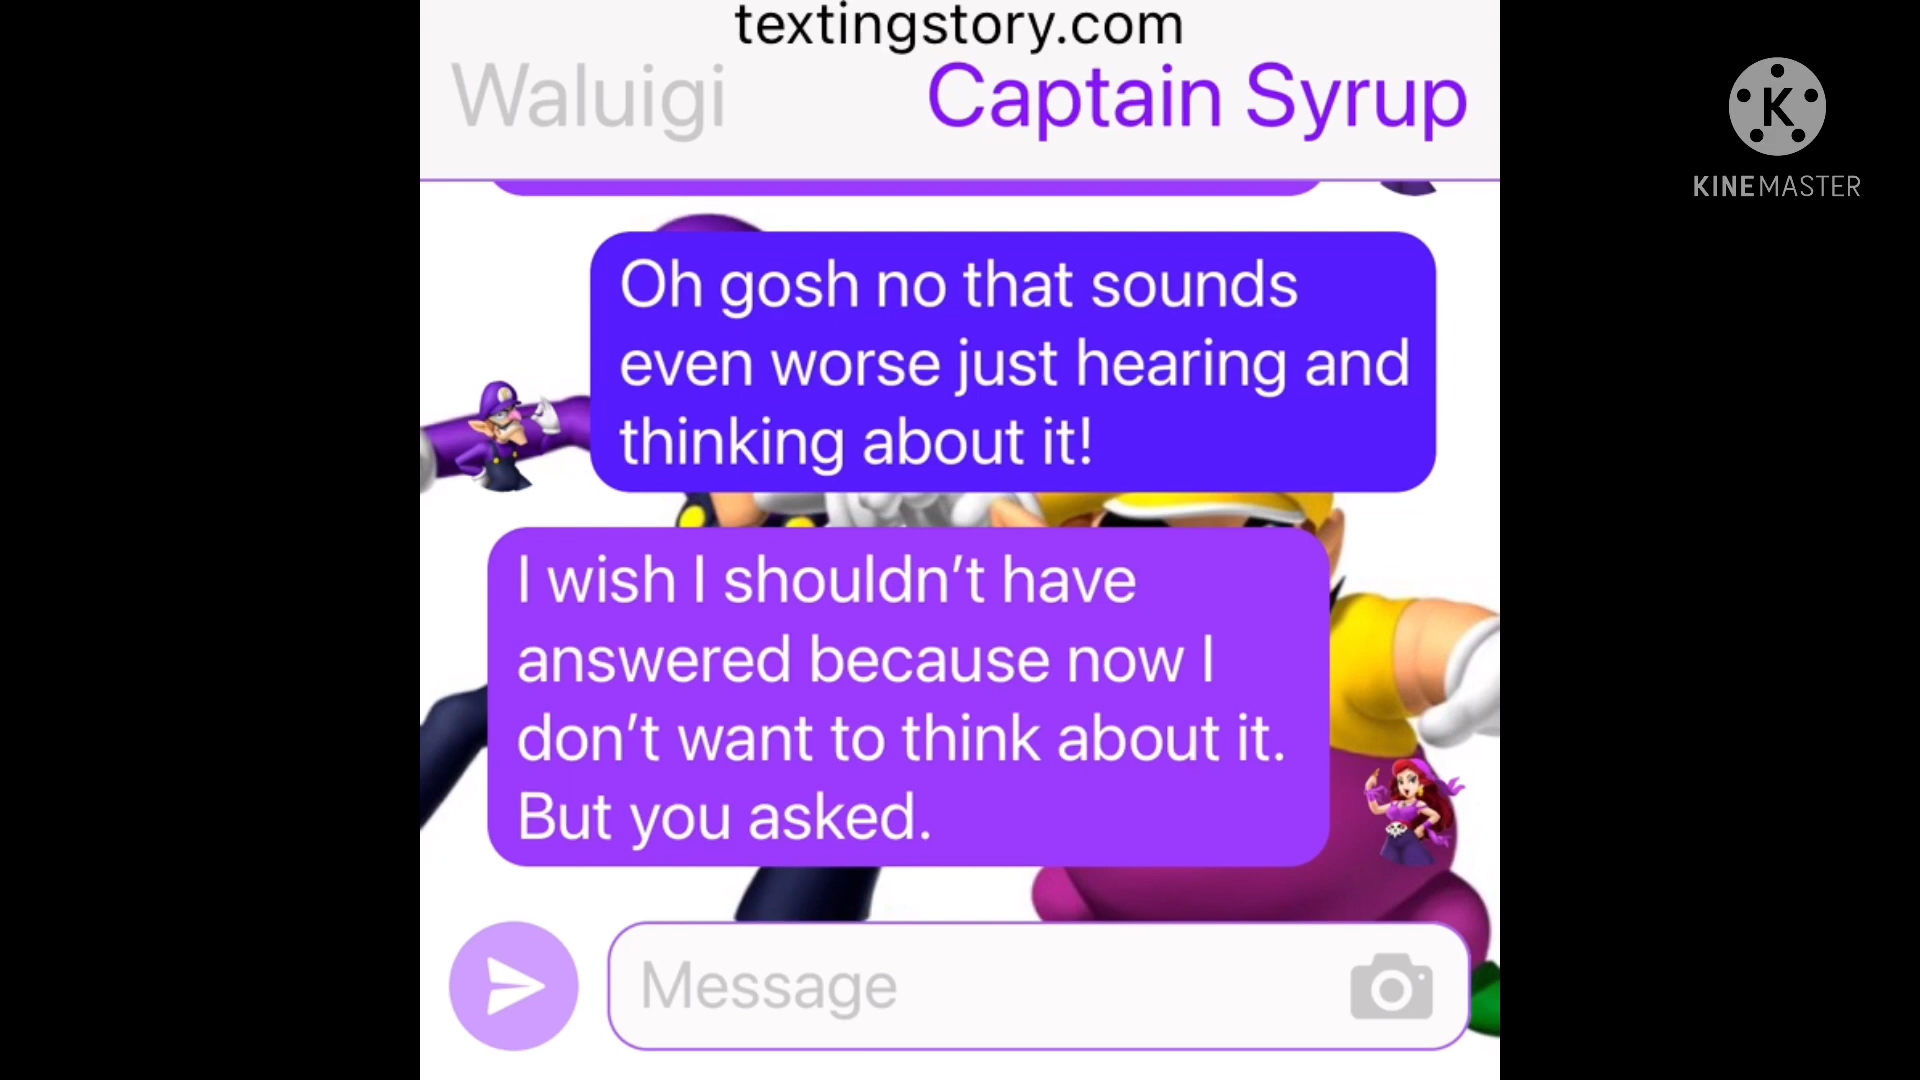 textingstory.com
Waluigi Captain Syrup
K
KINEMASTER
Oh gosh no that sounds
even worse just hearing and
thinking about it!
I wish I shouldn’t have
answered because now I
don’t want to think about it.
But you asked.
Message